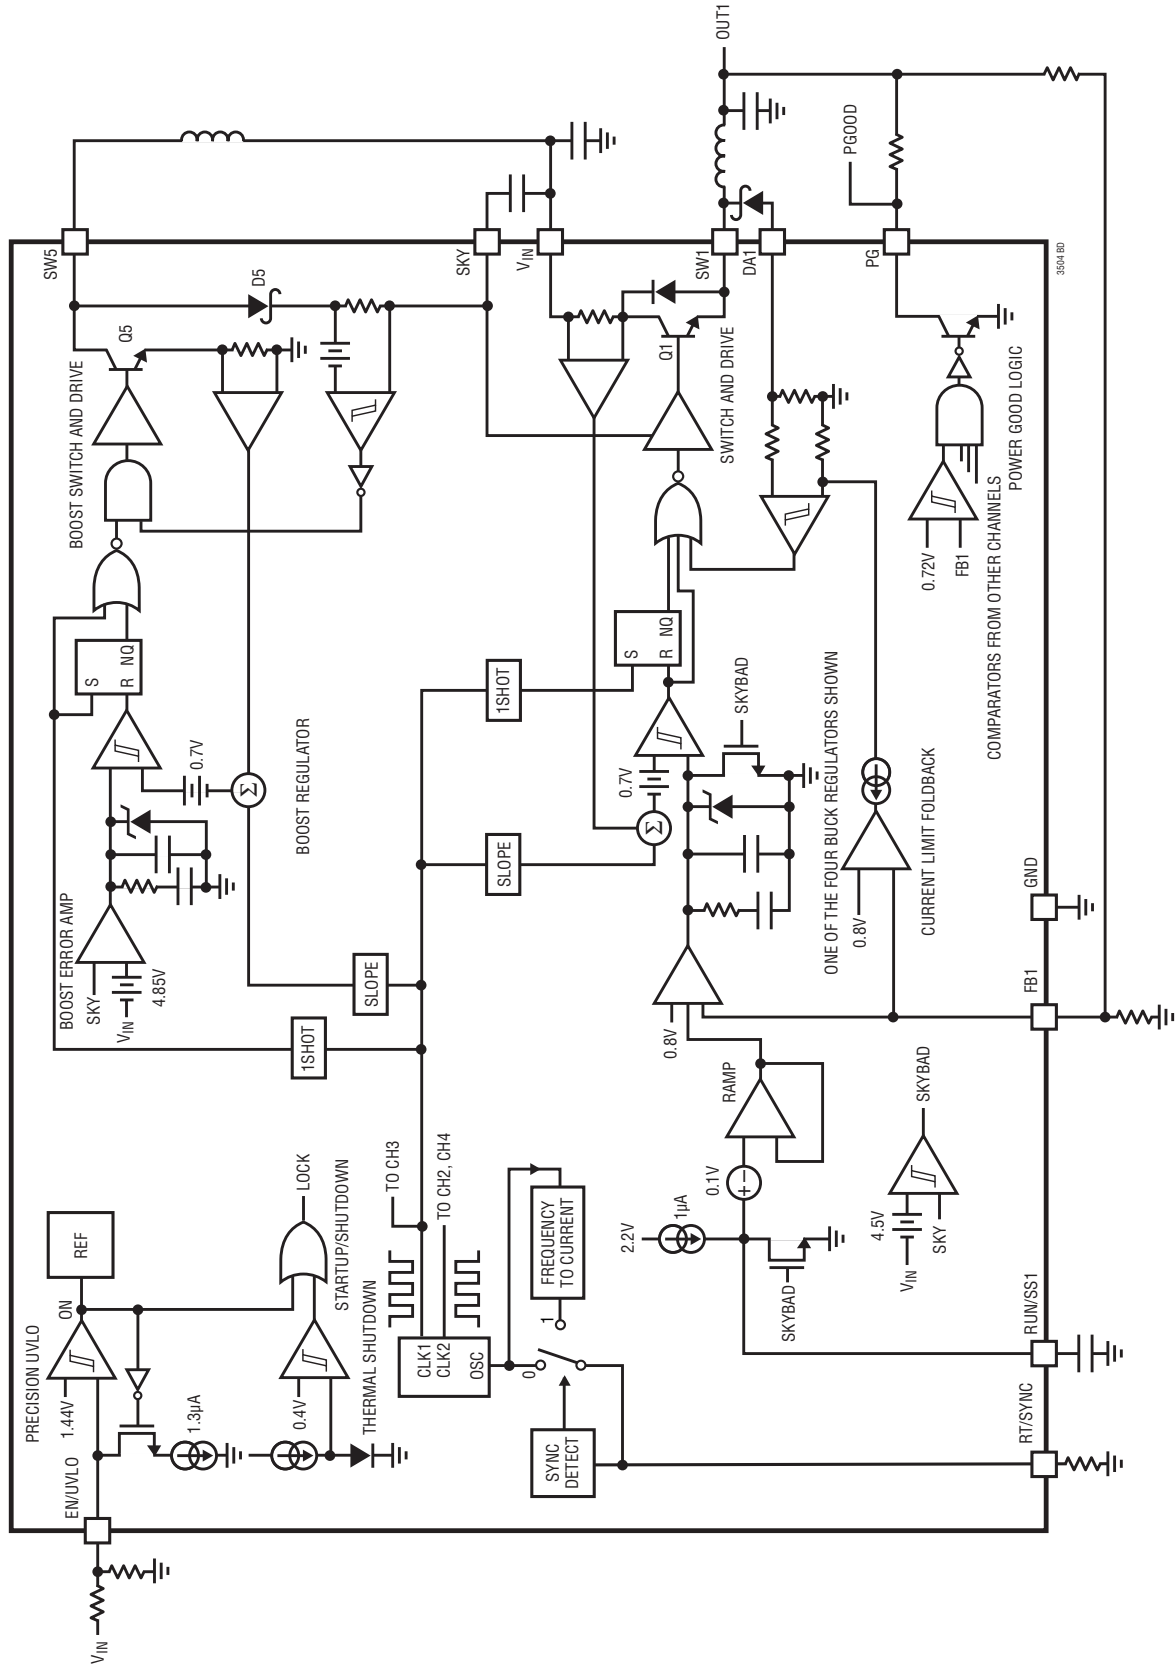 VIN
EN/UVLO
PRECISION UVLO
1.44V
ON
REF
1.3µA
0.4V
LOCK
STARTUP/SHUTDOWN
THERMAL SHUTDOWN
BOOST ERROR AMP
SKY
VIN
4.85V
S
R NQ
0.7V
Σ
BOOST REGULATOR
BOOST SWITCH AND DRIVE
Q5
D5
SW5
SKY
VIN
1SHOT
SLOPE
TO CH3
TO CH2, CH4
CLK1
CLK2
OSC
FREQUENCY
TO CURRENT
1
0
SYNC
DETECT
SLOPE
1SHOT
2.2V
1µA
0.1V
RAMP
SKYBAD
0.8V
Σ
0.7V
SKYBAD
S
R NQ
Q1
SWITCH AND DRIVE
SW1
DA1
OUT1
ONE OF THE FOUR BUCK REGULATORS SHOWN
0.8V
CURRENT LIMIT FOLDBACK
VIN
4.5V
SKY
SKYBAD
0.72V
FB1
COMPARATORS FROM OTHER CHANNELS
POWER GOOD LOGIC
PG
PGOOD
RT/SYNC
RUN/SS1
FB1
GND
3504 BD